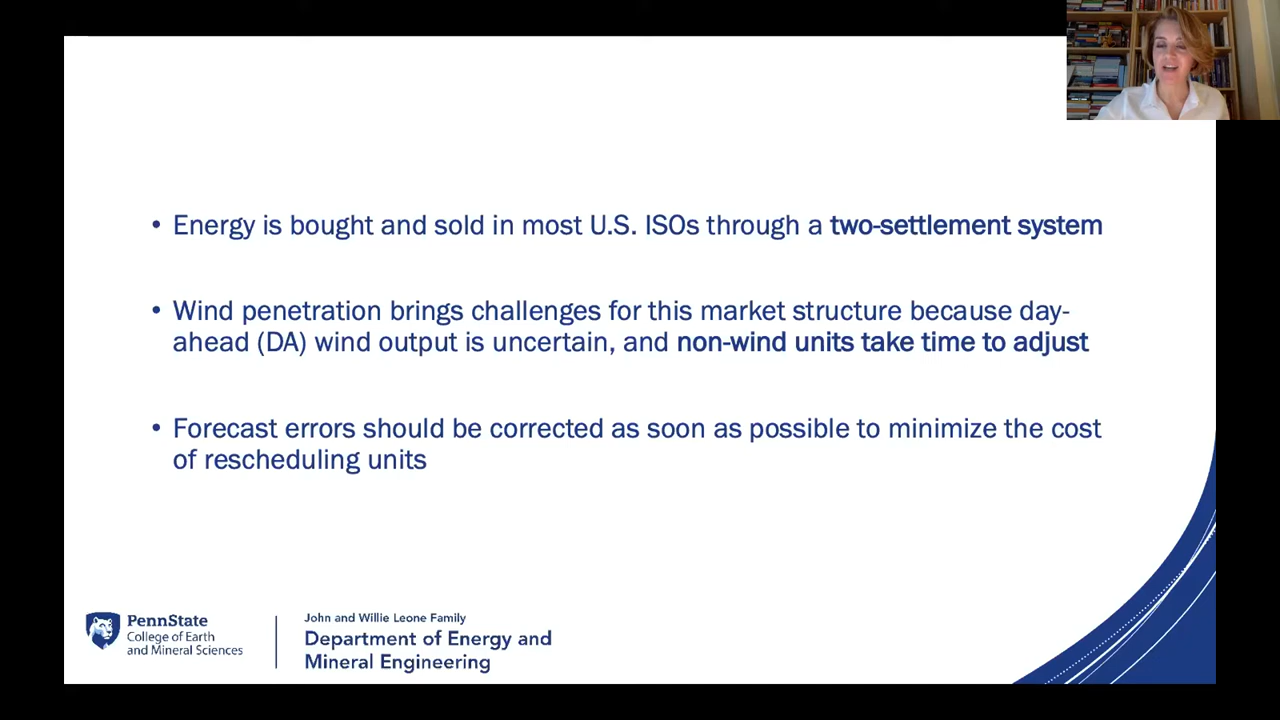 • Energy is bought and sold in most U.S. ISOs through a two-settlement system
• Wind penetration brings challenges for this market structure because day-
ahead (DA) wind output is uncertain, and non-wind units take time to adjust
• Forecast errors should be corrected as soon as possible to minimize the cost
of rescheduling units
PennState
College of Earth
and Mineral Sciences
John and Willie Leone Family
Department of Energy and
Mineral Engineering